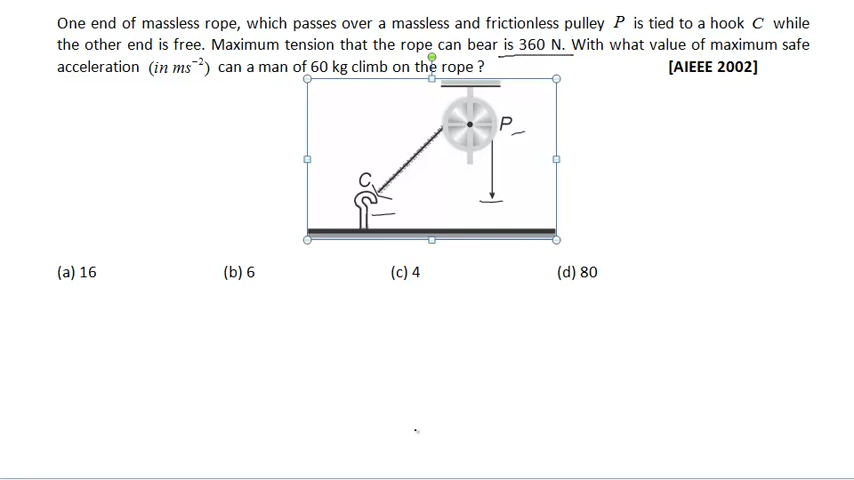 One end of massless rope, which passes over a massless and frictionless pulley P is tied to a hook C while
the other end is free. Maximum tension that the rope can bear is 360 N. With what value of maximum safe
acceleration (in ms⁻²) can a man of 60 kg climb on the rope ? [AIEEE 2002]
P
C
(a) 16 (b) 6 (c) 4 (d) 80